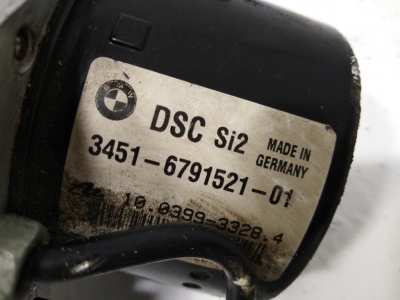 BMW
DSC Si2
MADE IN
GERMANY
3451-6791521-01
10.0399-3328.4